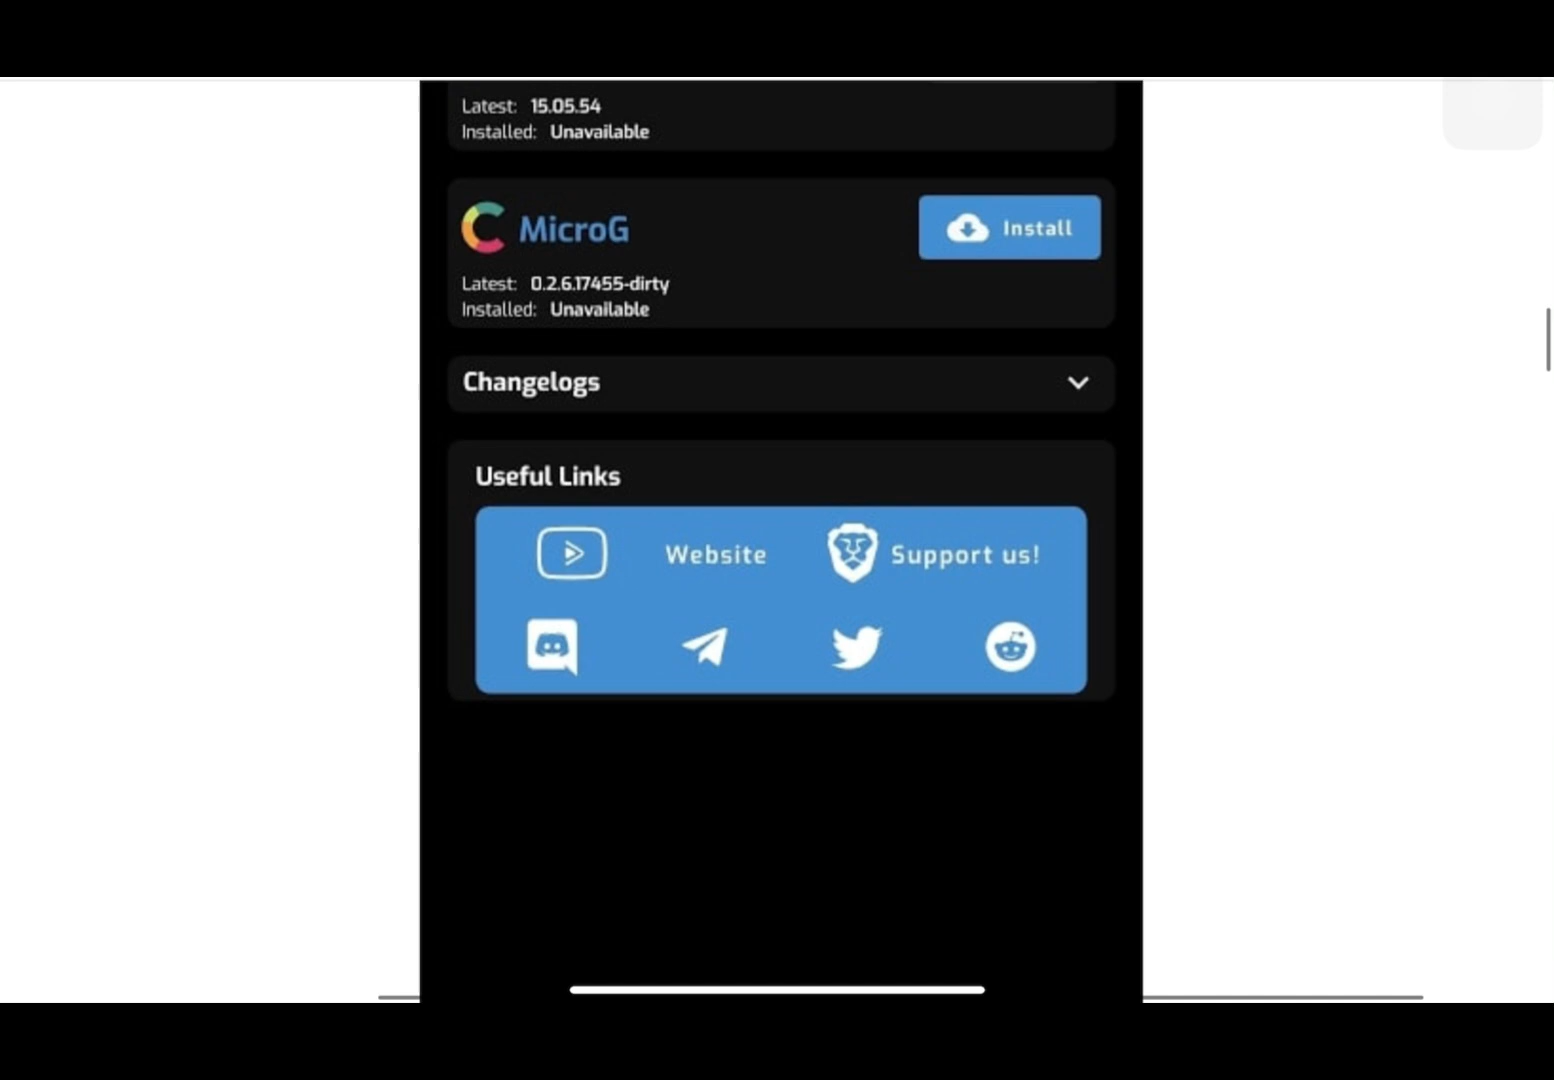 Latest: 15.05.54
Installed: Unavailable
MicroG
Install
Latest: 0.2.6.17455-dirty
Installed: Unavailable
Changelogs
Useful Links
Website
Support us!